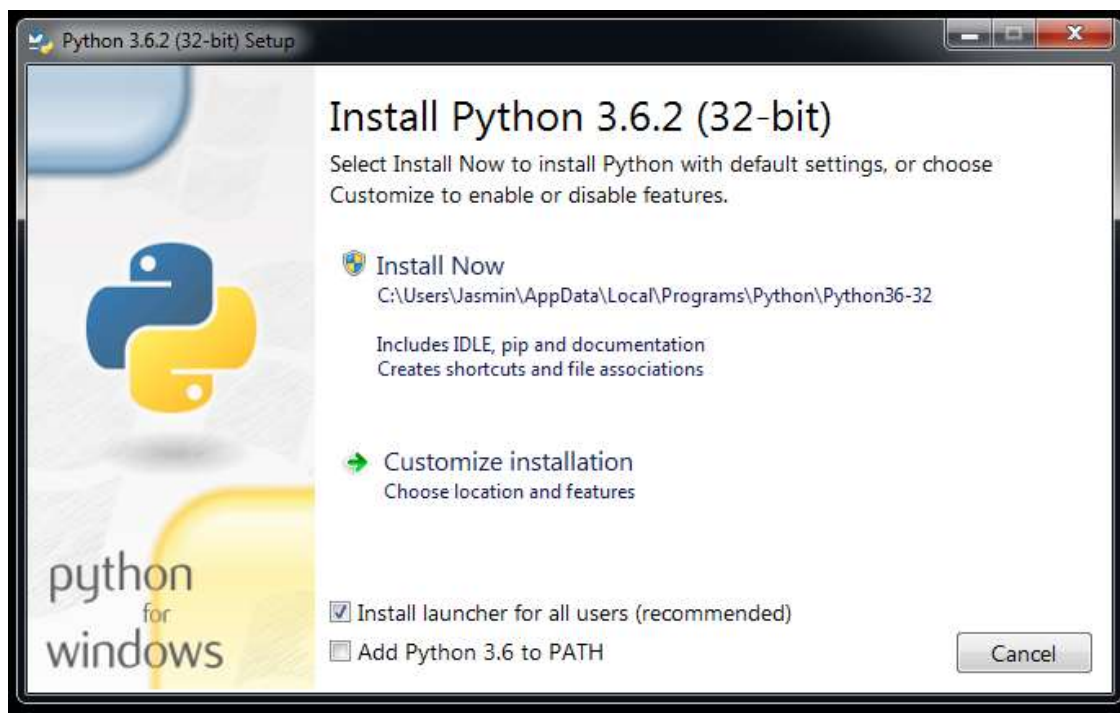 Python 3.6.2 (32-bit) Setup
Install Python 3.6.2 (32-bit)
Select Install Now to install Python with default settings, or choose
Customize to enable or disable features.
Install Now
C:\Users\Jasmin\AppData\Local\Programs\Python\Python36-32
Includes IDLE, pip and documentation
Creates shortcuts and file associations
Customize installation
Choose location and features
python
for
windows
Install launcher for all users (recommended)
Add Python 3.6 to PATH
Cancel